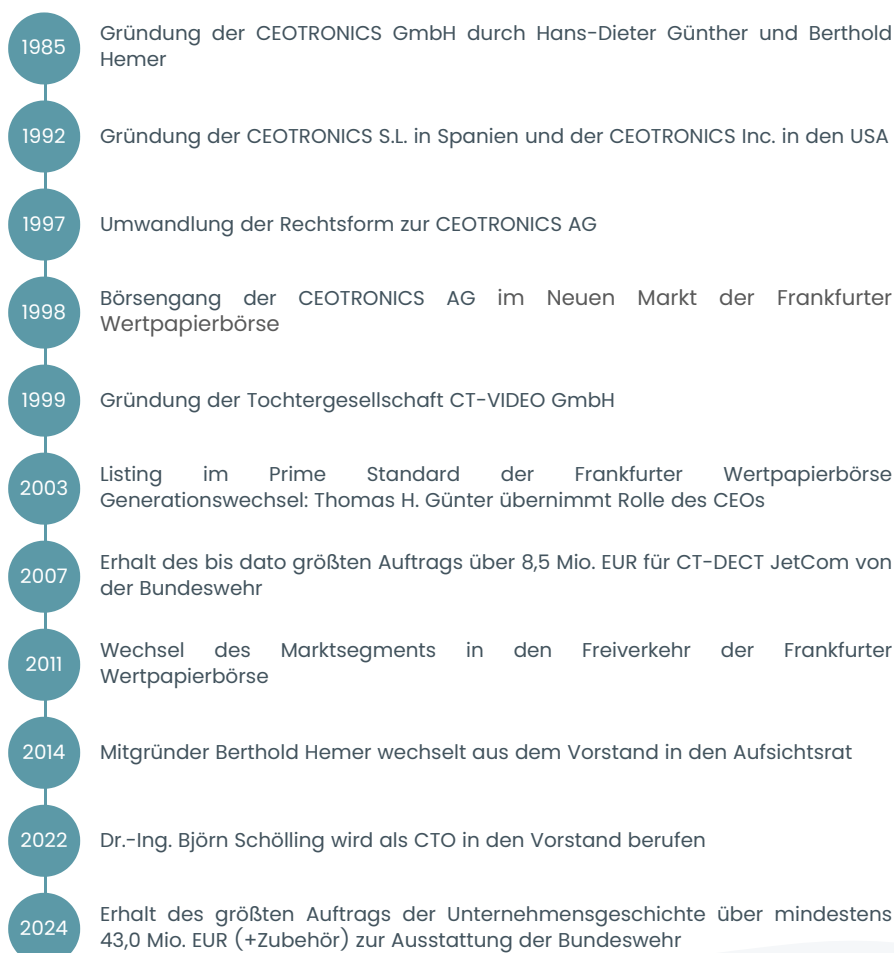 1985
Gründung der CEOTRONICS GmbH durch Hans-Dieter Günther und Berthold
Hemer
1992
Gründung der CEOTRONICS S.L. in Spanien und der CEOTRONICS Inc. in den USA
1997
Umwandlung der Rechtsform zur CEOTRONICS AG
1998
Börsengang der CEOTRONICS AG im Neuen Markt der Frankfurter
Wertpapierbörse
1999
Gründung der Tochtergesellschaft CT-VIDEO GmbH
2003
Listing im Prime Standard der Frankfurter Wertpapierbörse
Generationswechsel: Thomas H. Günter übernimmt Rolle des CEOs
2007
Erhalt des bis dato größten Auftrags über 8,5 Mio. EUR für CT-DECT JetCom von
der Bundeswehr
2011
Wechsel des Marktsegments in den Freiverkehr der Frankfurter
Wertpapierbörse
2014
Mitgründer Berthold Hemer wechselt aus dem Vorstand in den Aufsichtsrat
2022
Dr.-Ing. Björn Schölling wird als CTO in den Vorstand berufen
2024
Erhalt des größten Auftrags der Unternehmensgeschichte über mindestens
43,0 Mio. EUR (+Zubehör) zur Ausstattung der Bundeswehr